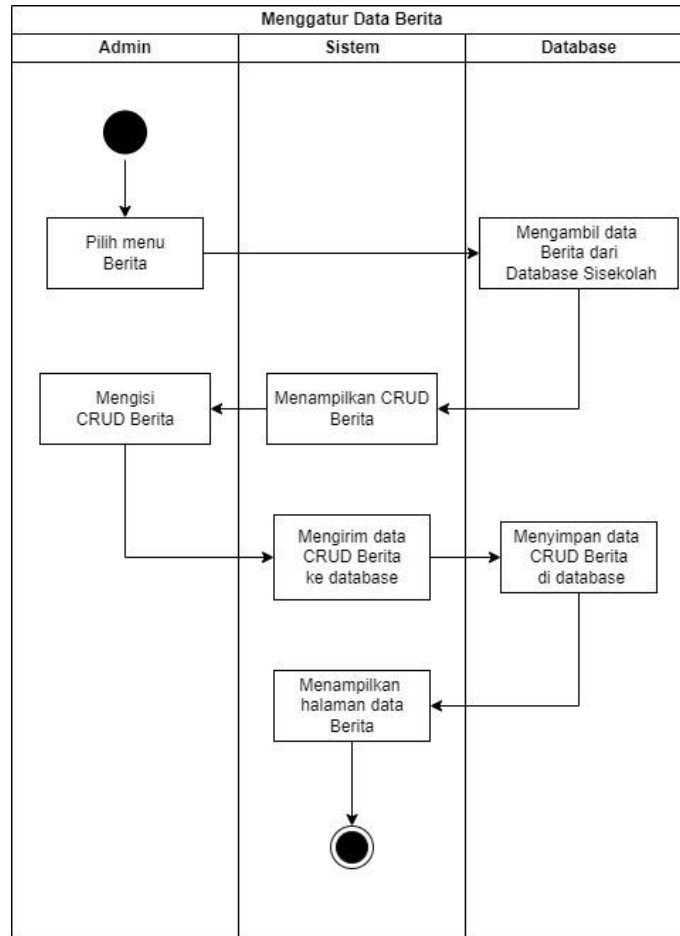 Menggatur Data Berita
Admin
Sistem
Database
Pilih menu
Berita
Mengambil data
Berita dari
Database Sisekolah
Mengisi
CRUD Berita
Menampilkan CRUD
Berita
Mengirim data
CRUD Berita
ke database
Menyimpan data
CRUD Berita
di database
Menampilkan
halaman data
Berita